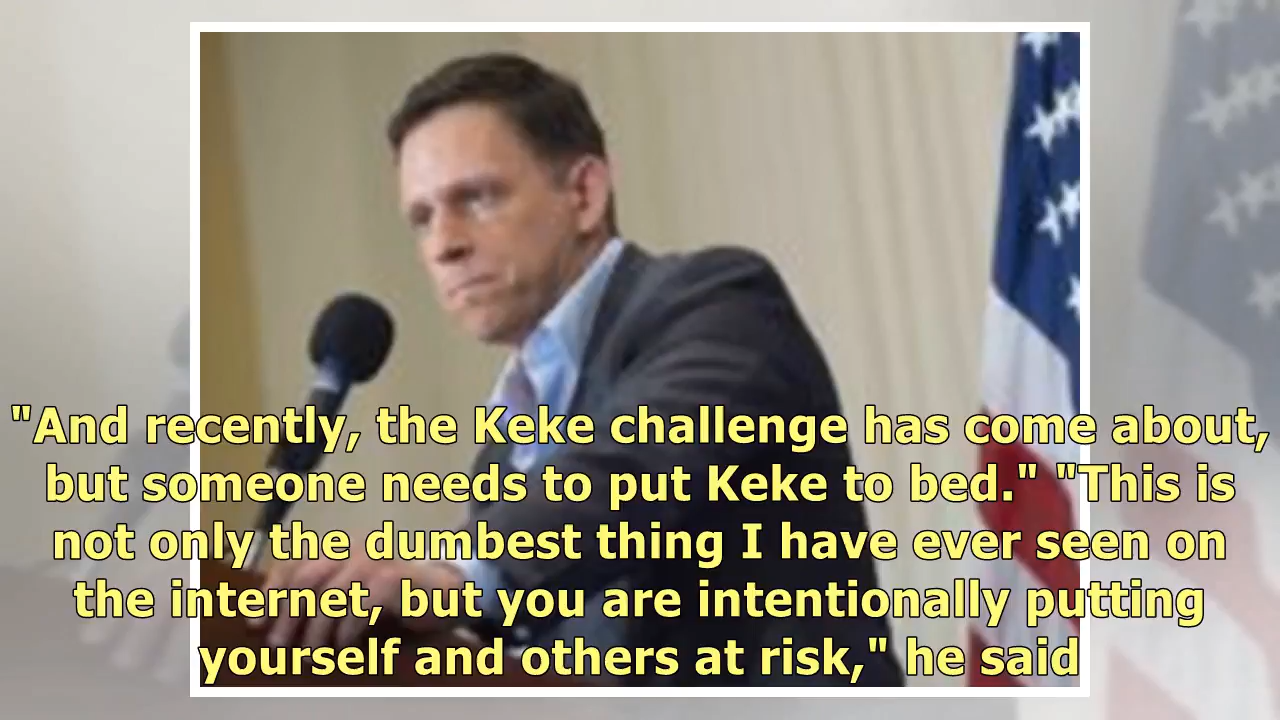 "And recently, the Keke challenge has come about,
but someone needs to put Keke to bed." "This is
not only the dumbest thing I have ever seen on
the internet, but you are intentionally putting
yourself and others at risk," he said